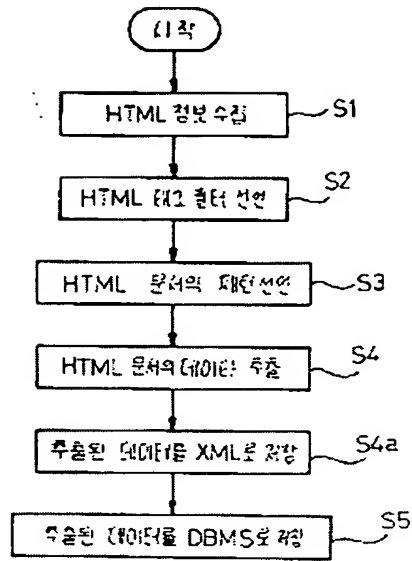 시작
HTML 정보 수집
S1
HTML 태그 필터 선언
S2
HTML 문서의 패턴선언
S3
HTML 문서의 데이타 추출
S4
추출된 데이터를 XML로 저장
S4a
추출된 데이터를 DBMS로 저장
S5